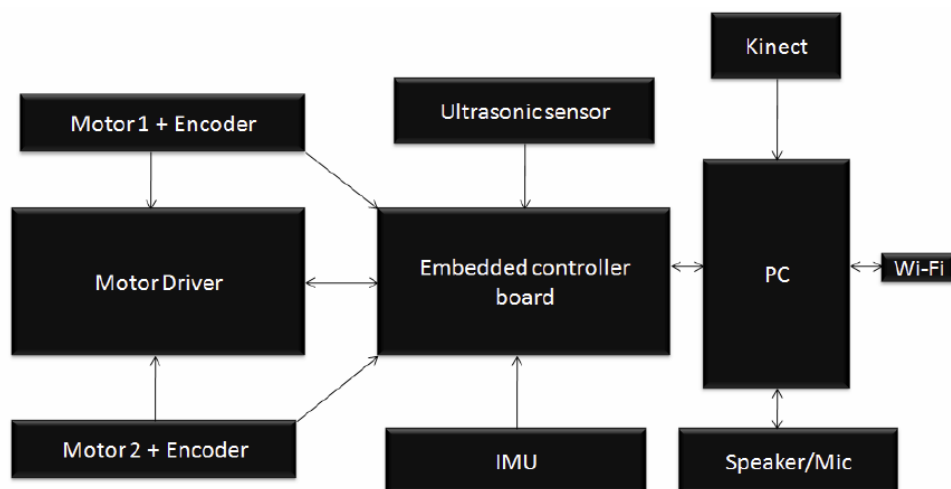 Kinect
Motor 1 + Encoder
Ultrasonic sensor
Motor Driver
Embedded controller
board
PC
Wi-Fi
Motor 2 + Encoder
IMU
Speaker/Mic